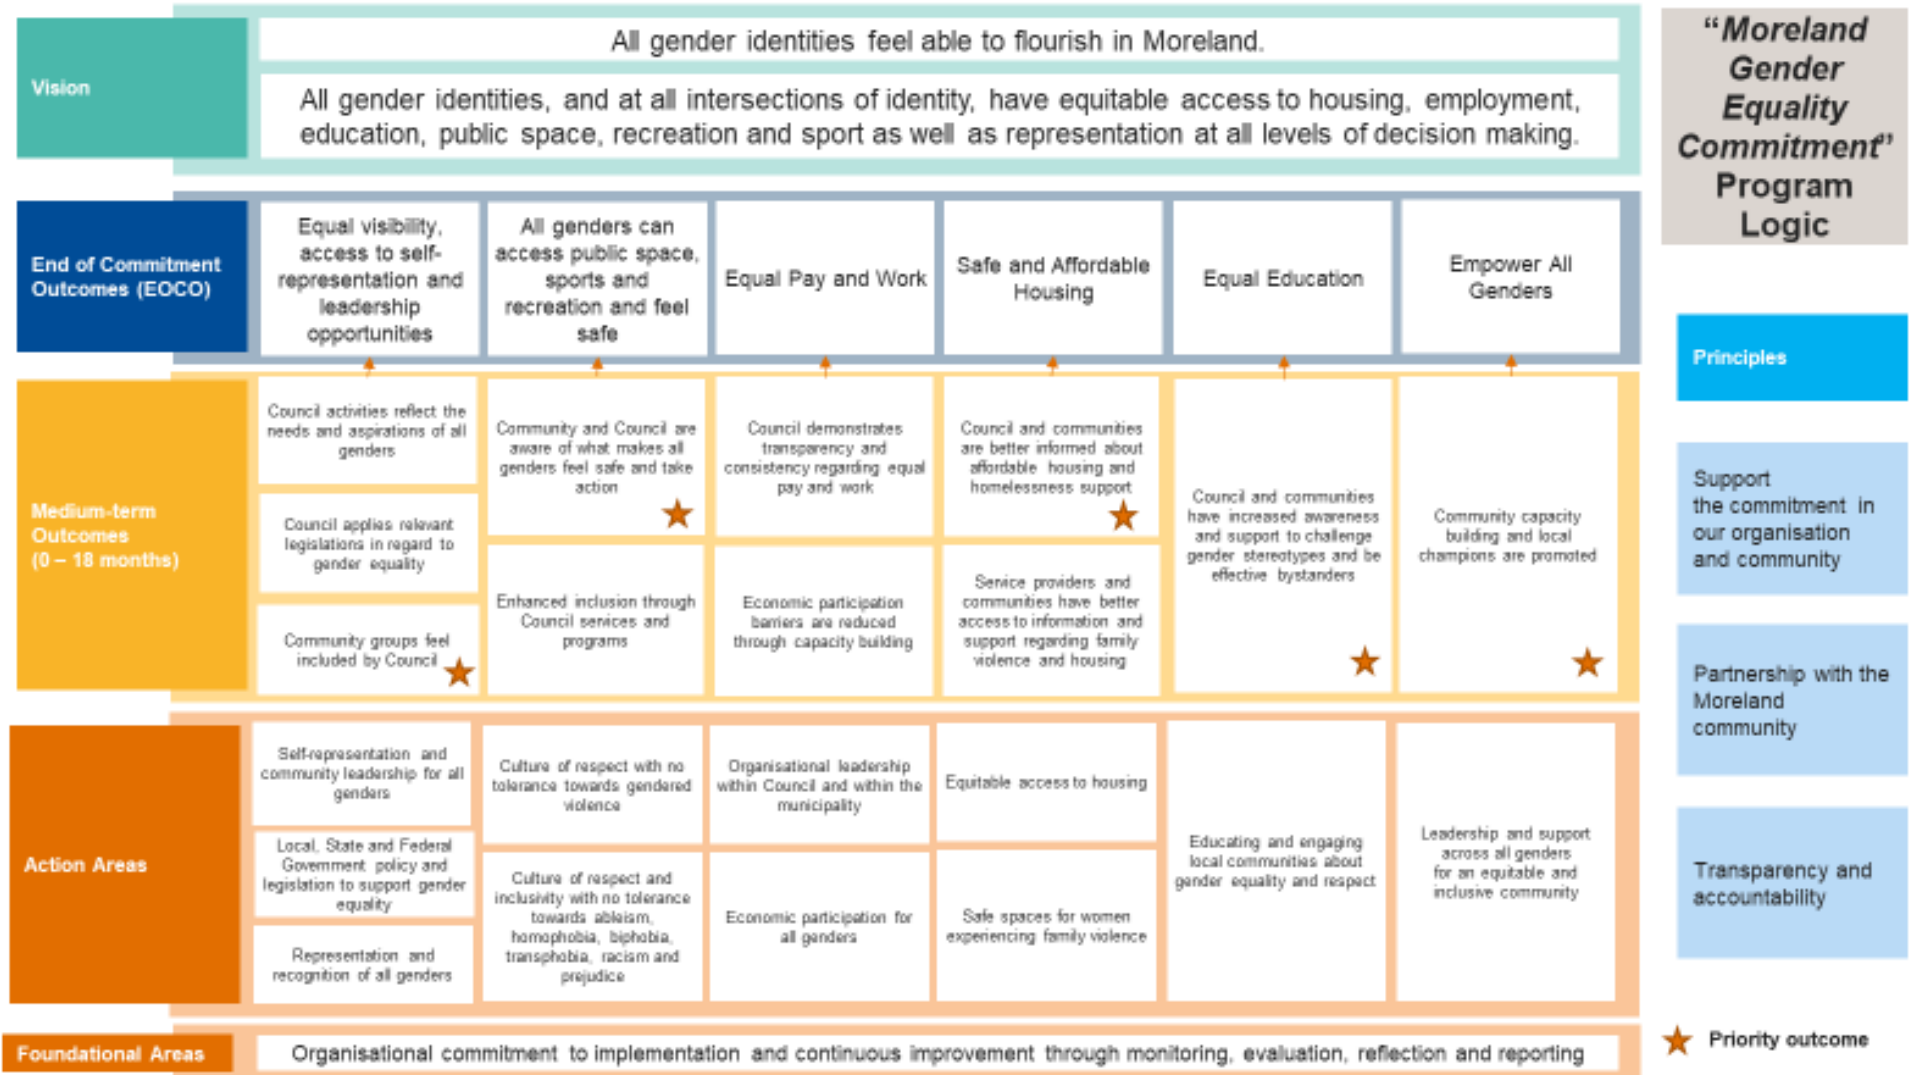 Vision
All gender identities feel able to flourish in Moreland.
All gender identities, and at all intersections of identity, have equitable access to housing, employment,
education, public space, recreation and sport as well as representation at all levels of decision making.
"Moreland
Gender
Equality
Commitment"
Program
Logic
End of Commitment
Outcomes (EOCO)
Equal visibility,
access to self-
representation and
leadership
opportunities
All genders can
access public space,
sports and
recreation and feel
safe
Equal Pay and Work
Safe and Affordable
Housing
Equal Education
Empower All
Genders
Medium-term
Outcomes
(0 – 18 months)
Council activities reflect the
needs and aspirations of all
genders
Council applies relevant
legislations in regard to
gender equality
Community groups feel
included by Council
Community and Council are
aware of what makes all
genders feel safe and take
action
Enhanced inclusion through
Council services and
programs
Council demonstrates
transparency and
consistency regarding equal
pay and work
Economic participation
barriers are reduced
through capacity building
Council and communities
are better informed about
affordable housing and
homelessness support
Service providers and
communities have better
access to information and
support regarding family
violence and housing
Council and communities
have increased awareness
and support to challenge
gender stereotypes and be
effective bystanders
Community capacity
building and local
champions are promoted
Action Areas
Self-representation and
community leadership for all
genders
Local, State and Federal
Government policy and
legislation to support gender
equality
Representation and
recognition of all genders
Culture of respect with no
tolerance towards gendered
violence
Culture of respect and
inclusivity with no tolerance
towards ableism,
homophobia, biphobia,
transphobia, racism and
prejudice
Organisational leadership
within Council and within the
municipality
Economic participation for
all genders
Equitable access to housing
Safe spaces for women
experiencing family violence
Educating and engaging
local communities about
gender equality and respect
Leadership and support
across all genders
for an equitable and
inclusive community
Foundational Areas
Organisational commitment to implementation and continuous improvement through monitoring, evaluation, reflection and reporting
Principles
Support
the commitment in
our organisation
and community
Partnership with the
Moreland
community
Transparency and
accountability
Priority outcome